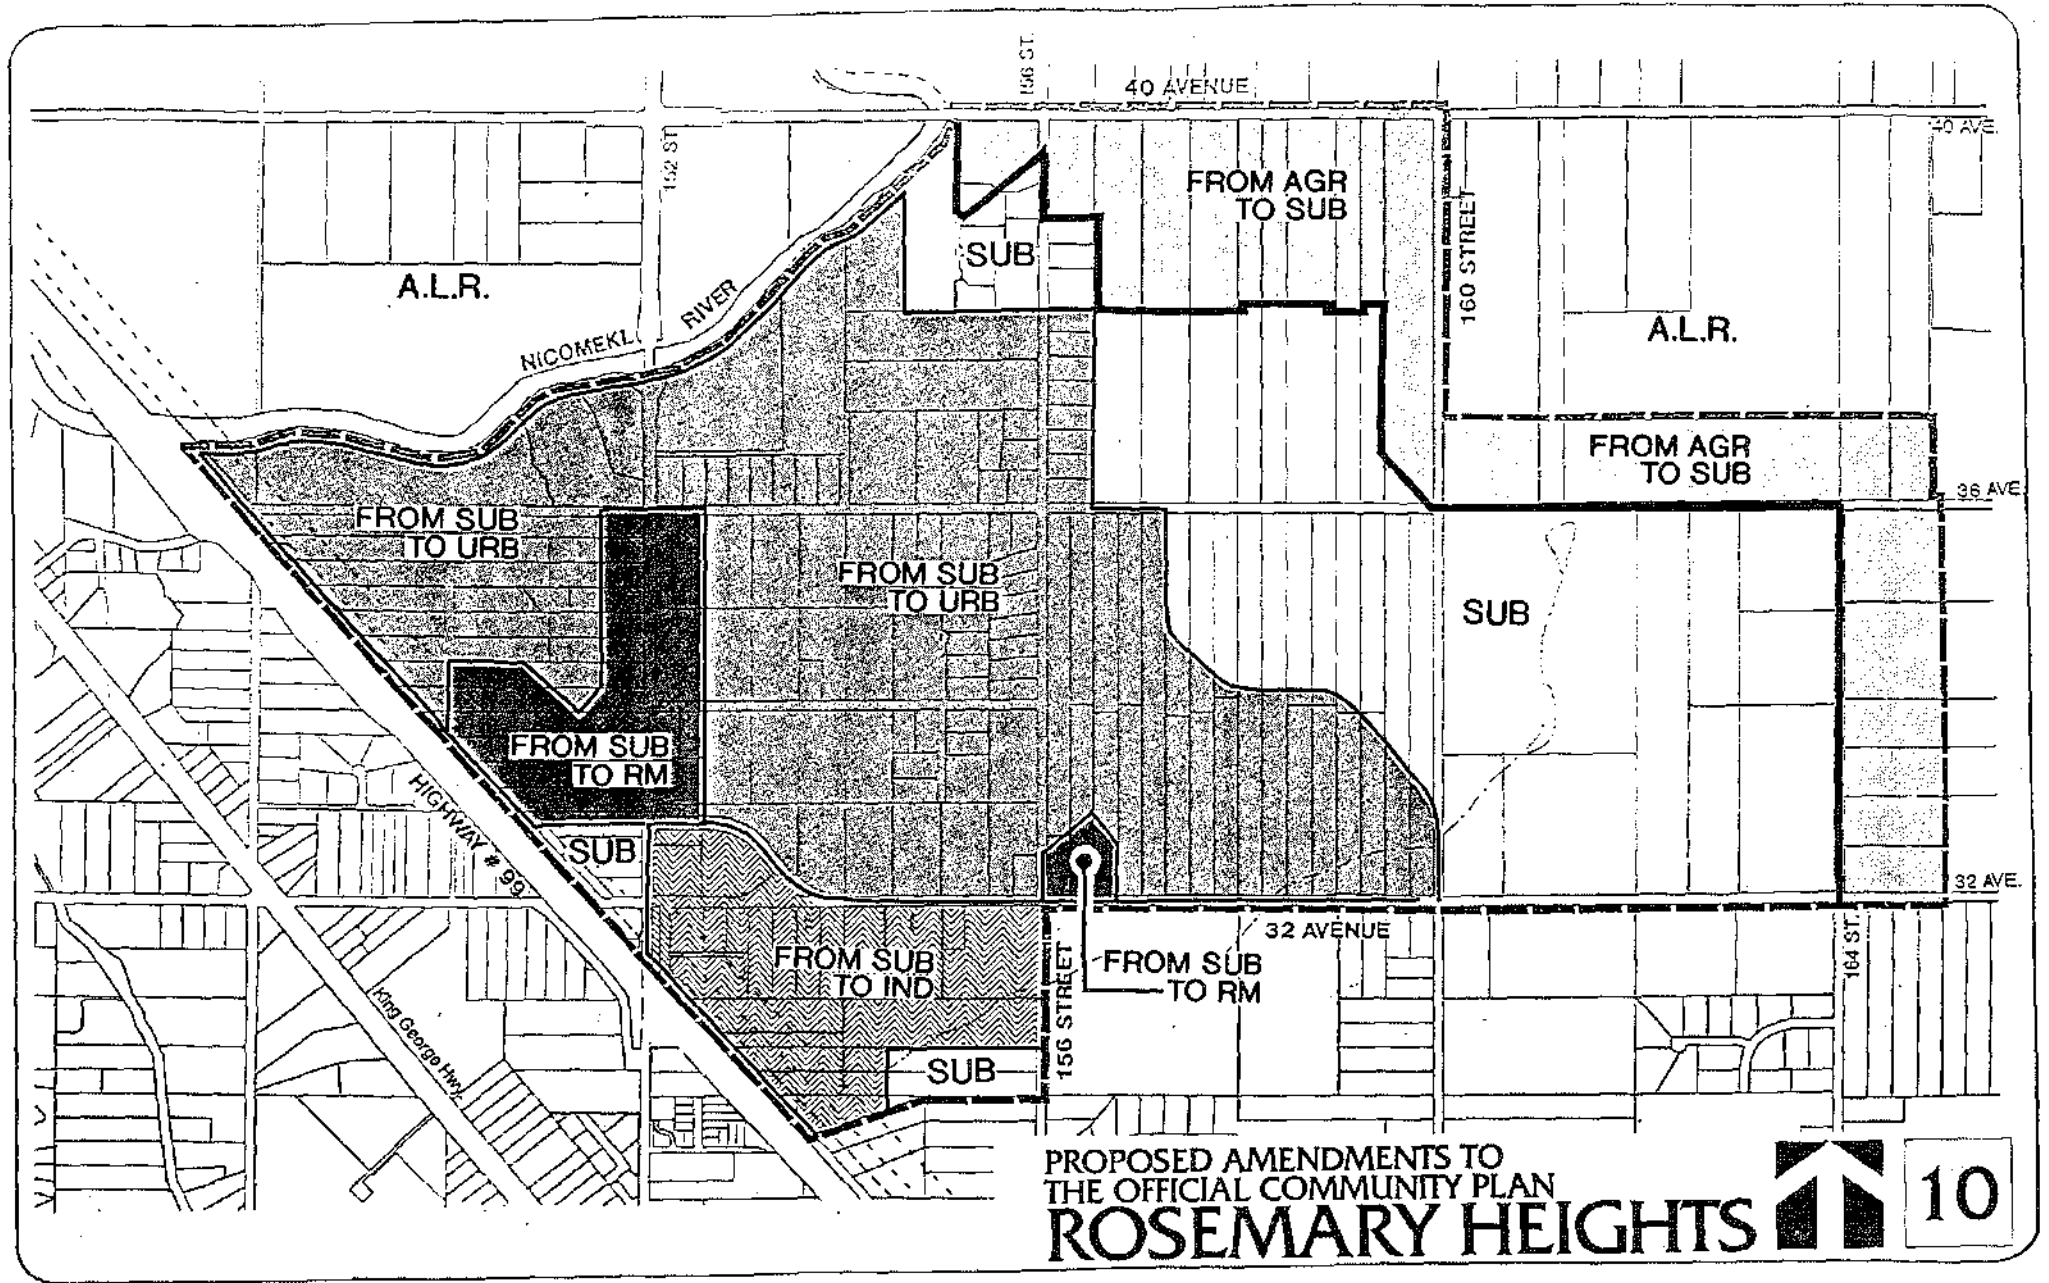 156 ST.
40 AVENUE
40 AVE.
152 ST
FROM AGR
TO SUB
160 STREET
SUB
A.L.R.
RIVER
NICOMEKL
A.L.R.
FROM AGR
TO SUB
36 AVE.
FROM SUB
TO URB
FROM SUB
TO URB
SUB
FROM SUB
TO RM
HIGHWAY # 99
SUB
32 AVE.
32 AVENUE
FROM SUB
TO IND
FROM SUB
TO RM
156 STREET
164 ST.
King George Hwy.
SUB
PROPOSED AMENDMENTS TO
THE OFFICIAL COMMUNITY PLAN
ROSEMARY HEIGHTS
10